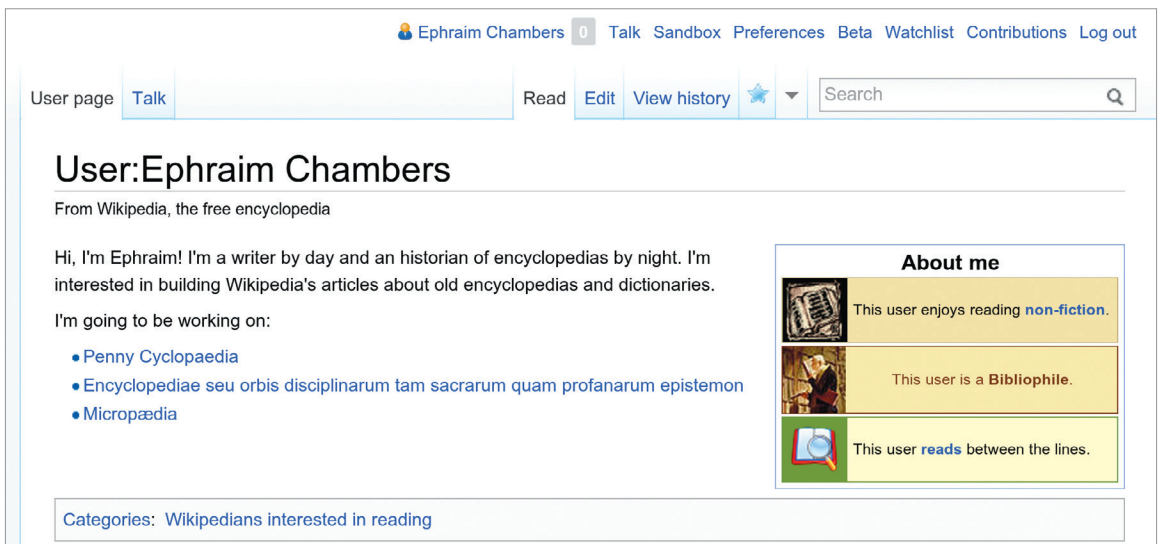 Ephraim Chambers 0 Talk Sandbox Preferences Beta Watchlist Contributions Log out
User page Talk Read Edit View history Search
User:Ephraim Chambers
From Wikipedia, the free encyclopedia
Hi, I'm Ephraim! I'm a writer by day and an historian of encyclopedias by night. I'm
interested in building Wikipedia's articles about old encyclopedias and dictionaries.
I'm going to be working on:
Penny Cyclopaedia
Encyclopediae seu orbis disciplinarum tam sacrarum quam profanarum epistemon
Micropædia
About me
This user enjoys reading non-fiction.
This user is a Bibliophile.
This user reads between the lines.
Categories: Wikipedians interested in reading